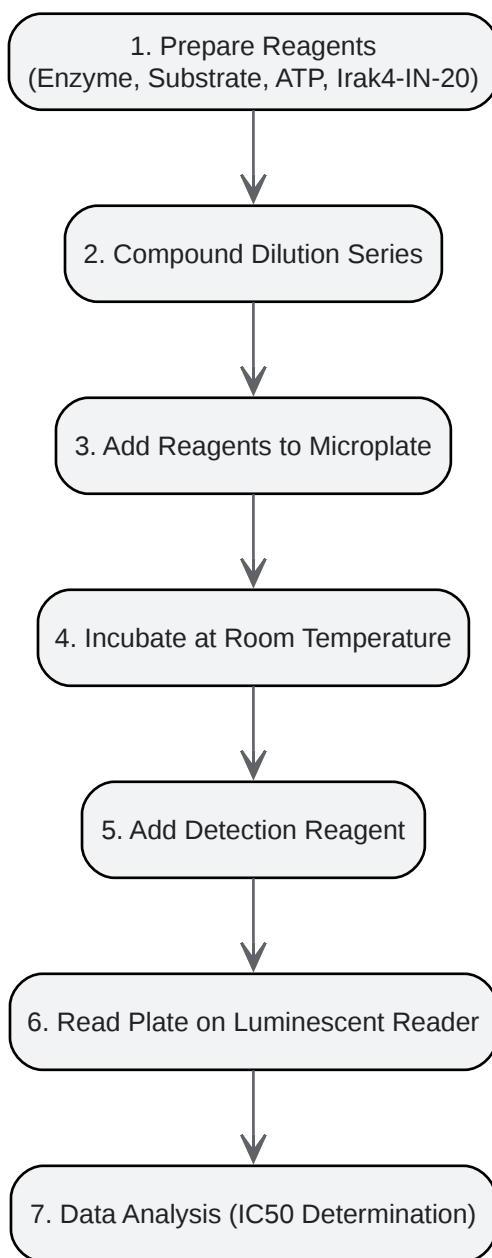 1. Prepare Reagents
(Enzyme, Substrate, ATP, Irak4-IN-20)
2. Compound Dilution Series
3. Add Reagents to Microplate
4. Incubate at Room Temperature
5. Add Detection Reagent
6. Read Plate on Luminescent Reader
7. Data Analysis (IC50 Determination)